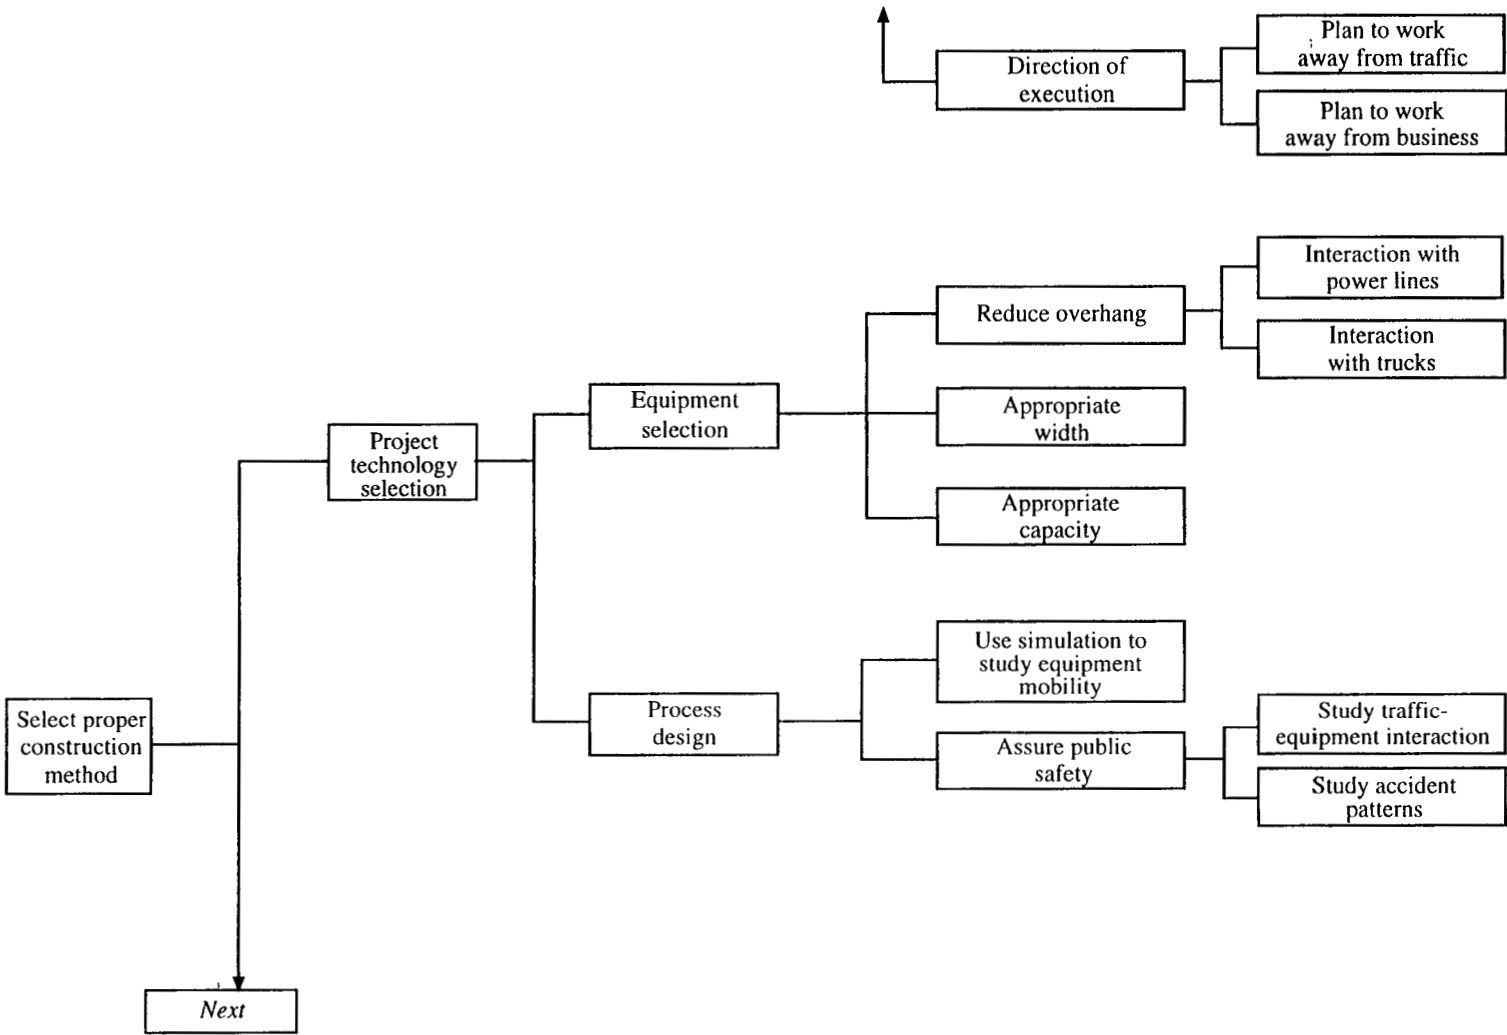 Plan to work
away from traffic
Direction of
execution
Plan to work
away from business
Interaction with
power lines
Reduce overhang
Interaction
with trucks
Equipment
selection
Appropriate
width
Project
technology
selection
Appropriate
capacity
Use simulation to
study equipment
mobility
Process
design
Select proper
construction
method
Study traffic-
equipment interaction
Assure public
safety
Study accident
patterns
Next